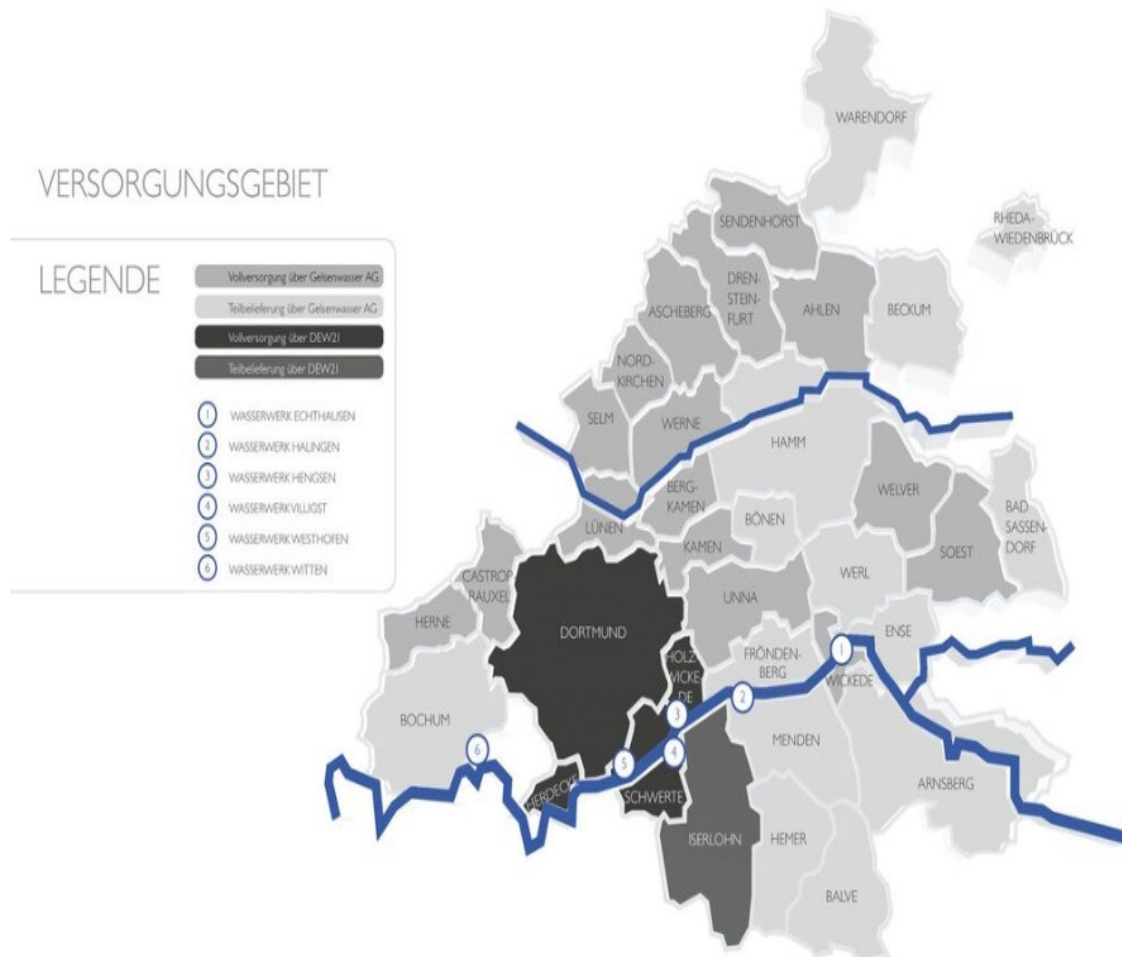 VERSORGUNGSGEBIET
LEGENDE
Vollversorgung über Gelsenwasser AG
Teilbelieferung über Gelsenwasser AG
Vollversorgung über DEW21
Teilbelieferung über DEW21
1 WASSERWERK ECHTHAUSEN
2 WASSERWERK HALINGEN
3 WASSERWERK HENGSEN
4 WASSERWERK VILLIGST
5 WASSERWERK WESTHOFEN
6 WASSERWERK WITTEN
WARENDORF
RHEDA-
WIEDENBRÜCK
SENDENHORST
DREN-
STEIN-
FURT
ASCHEBERG
AHLEN
BECKUM
NORD-
KIRCHEN
SELM
WERNE
HAMM
BERG-
KAMEN
WELVER
BAD
SASSEN-
DORF
LÜNEN
BÖNEN
KAMEN
SOEST
CASTROP
RAUXEL
WERL
UNNA
HERNE
DORTMUND
ENSE
HOLZ
WICKE-
DE
FRÖNDEN-
BERG
1
WICKEDE
2
BOCHUM
3
MENDEN
6
5
4
ARNSBERG
HERDECKE
SCHWERTE
ISERLOHN
HEMER
BALVE